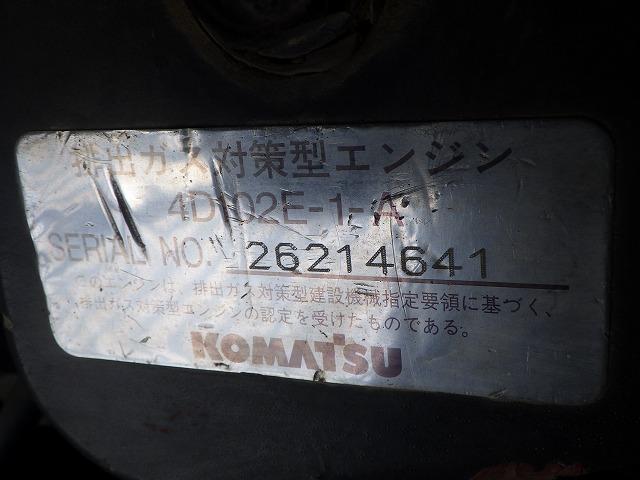 排出ガス対策型エンジン
4D102E-1-A
SERIAL NO. 26214641
このエンジンは、排出ガス対策型建設機械指定要領に基づく、
排出ガス対策型エンジンの認定を受けたものである。
KOMATSU